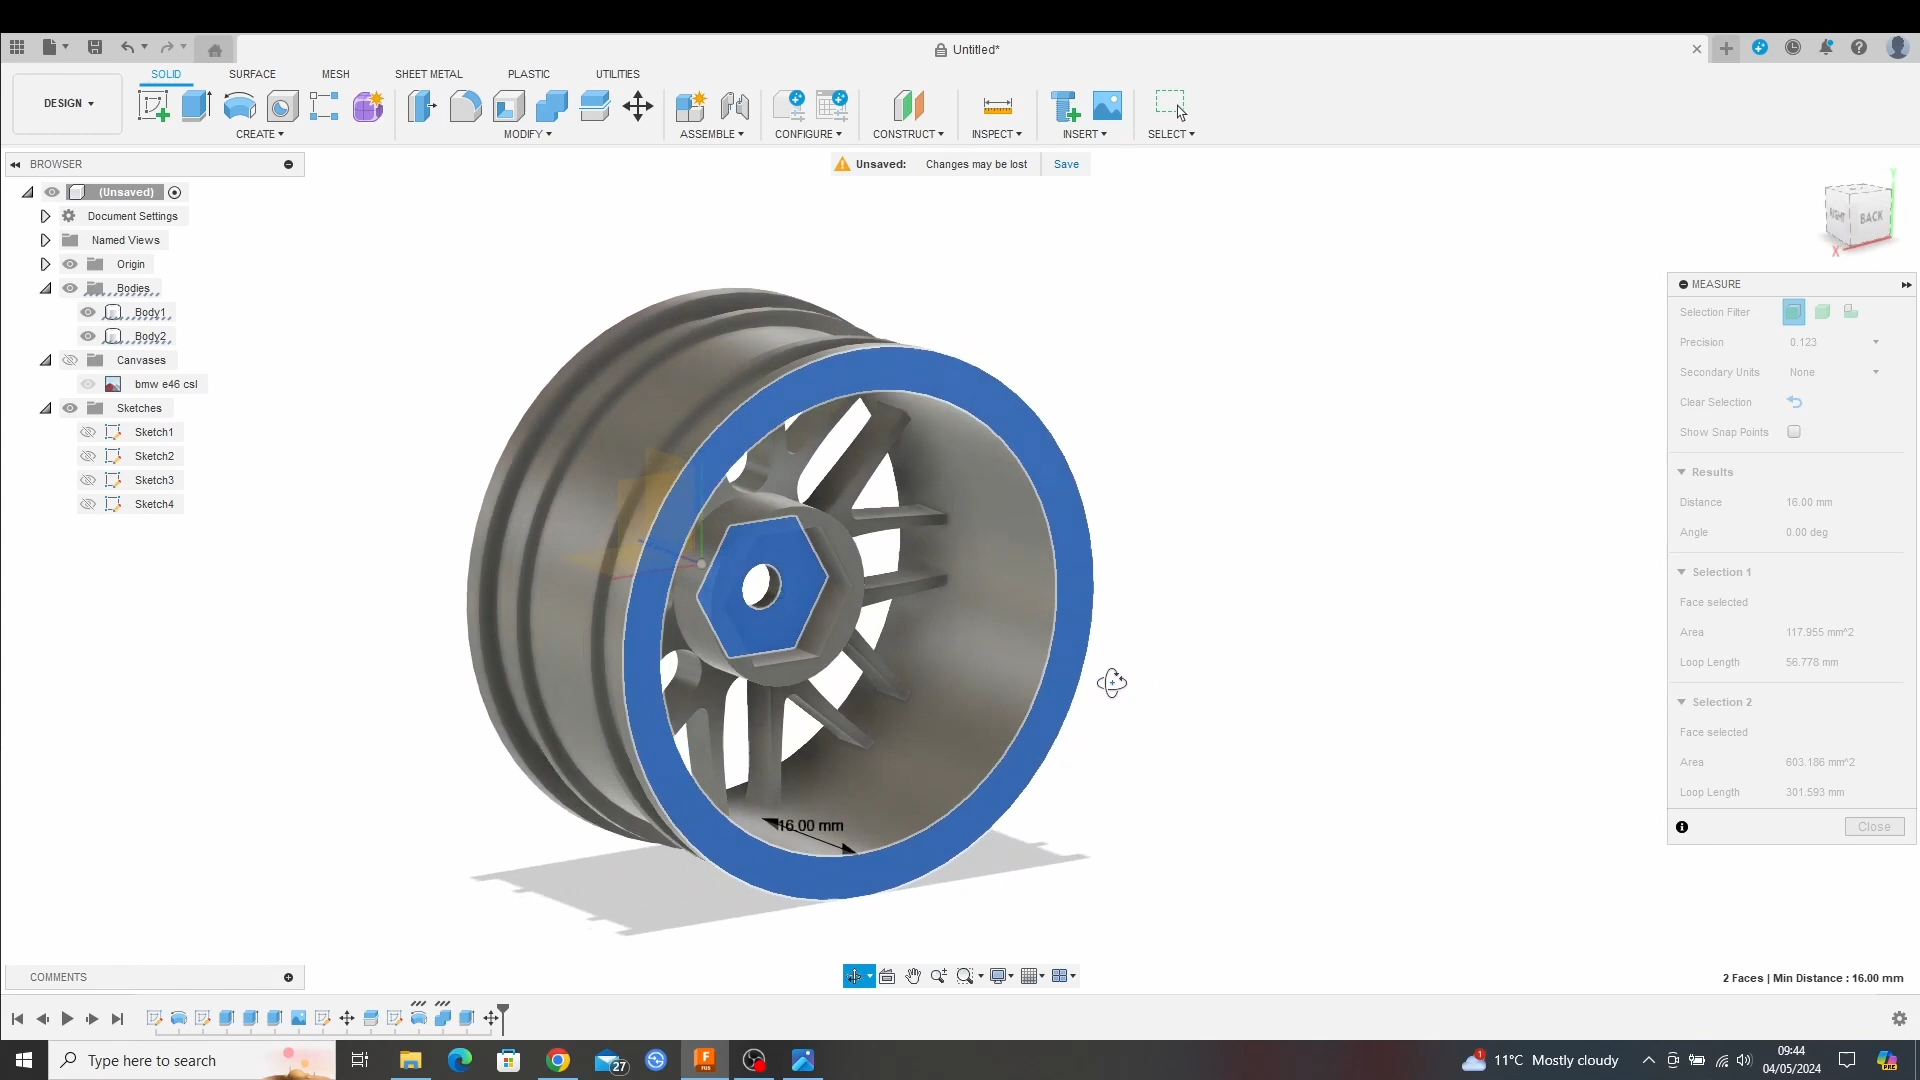 Untitled*
SOLID SURFACE MESH SHEET METAL PLASTIC UTILITIES
DESIGN
CREATE MODIFY ASSEMBLE CONFIGURE CONSTRUCT INSPECT INSERT SELECT
BROWSER
Unsaved: Changes may be lost Save
(Unsaved)
Document Settings
Named Views
Origin
Bodies
Body1
Body2
Canvases
bmw e46 csl
Sketches
Sketch1
Sketch2
Sketch3
Sketch4
RIGHT BACK
Y
X
MEASURE
Selection Filter
Precision 0.123
Secondary Units None
Clear Selection
Show Snap Points
Results
Distance 16.00 mm
Angle 0.00 deg
Selection 1
Face selected
Area 117.955 mm^2
Loop Length 56.778 mm
Selection 2
Face selected
Area 603.186 mm^2
Loop Length 301.593 mm
Close
16.00 mm
COMMENTS
2 Faces | Min Distance : 16.00 mm
Type here to search
27
F
FUS
1
11°C Mostly cloudy
09:44
04/05/2024
PRE